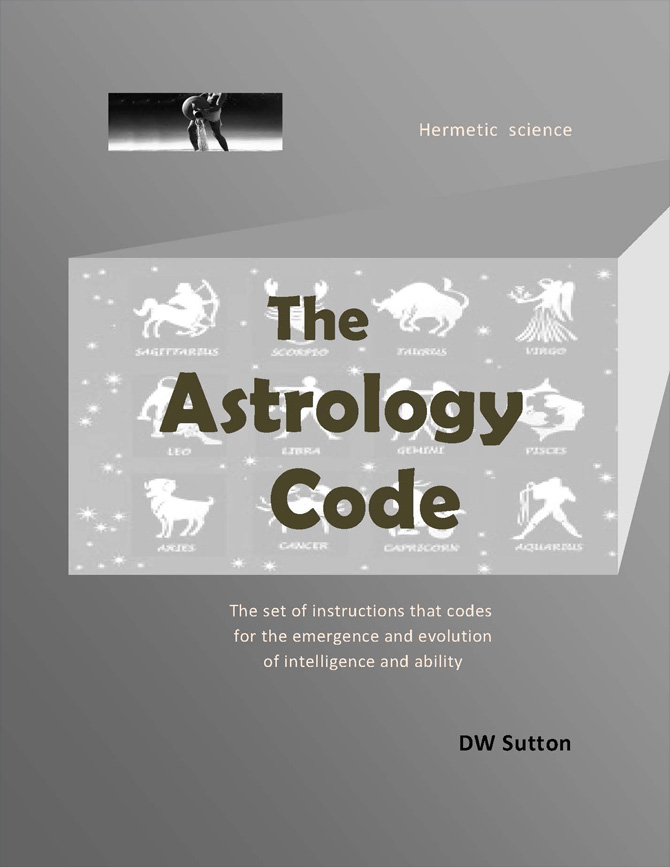 Hermetic science
SAGITTARIUS SCORPIO TAURUS VIRGO
The
Astrology
LEO LIBRA GEMINI PISCES
Code
ARIES CANCER CAPRICORN AQUARIUS
The set of instructions that codes
for the emergence and evolution
of intelligence and ability
DW Sutton